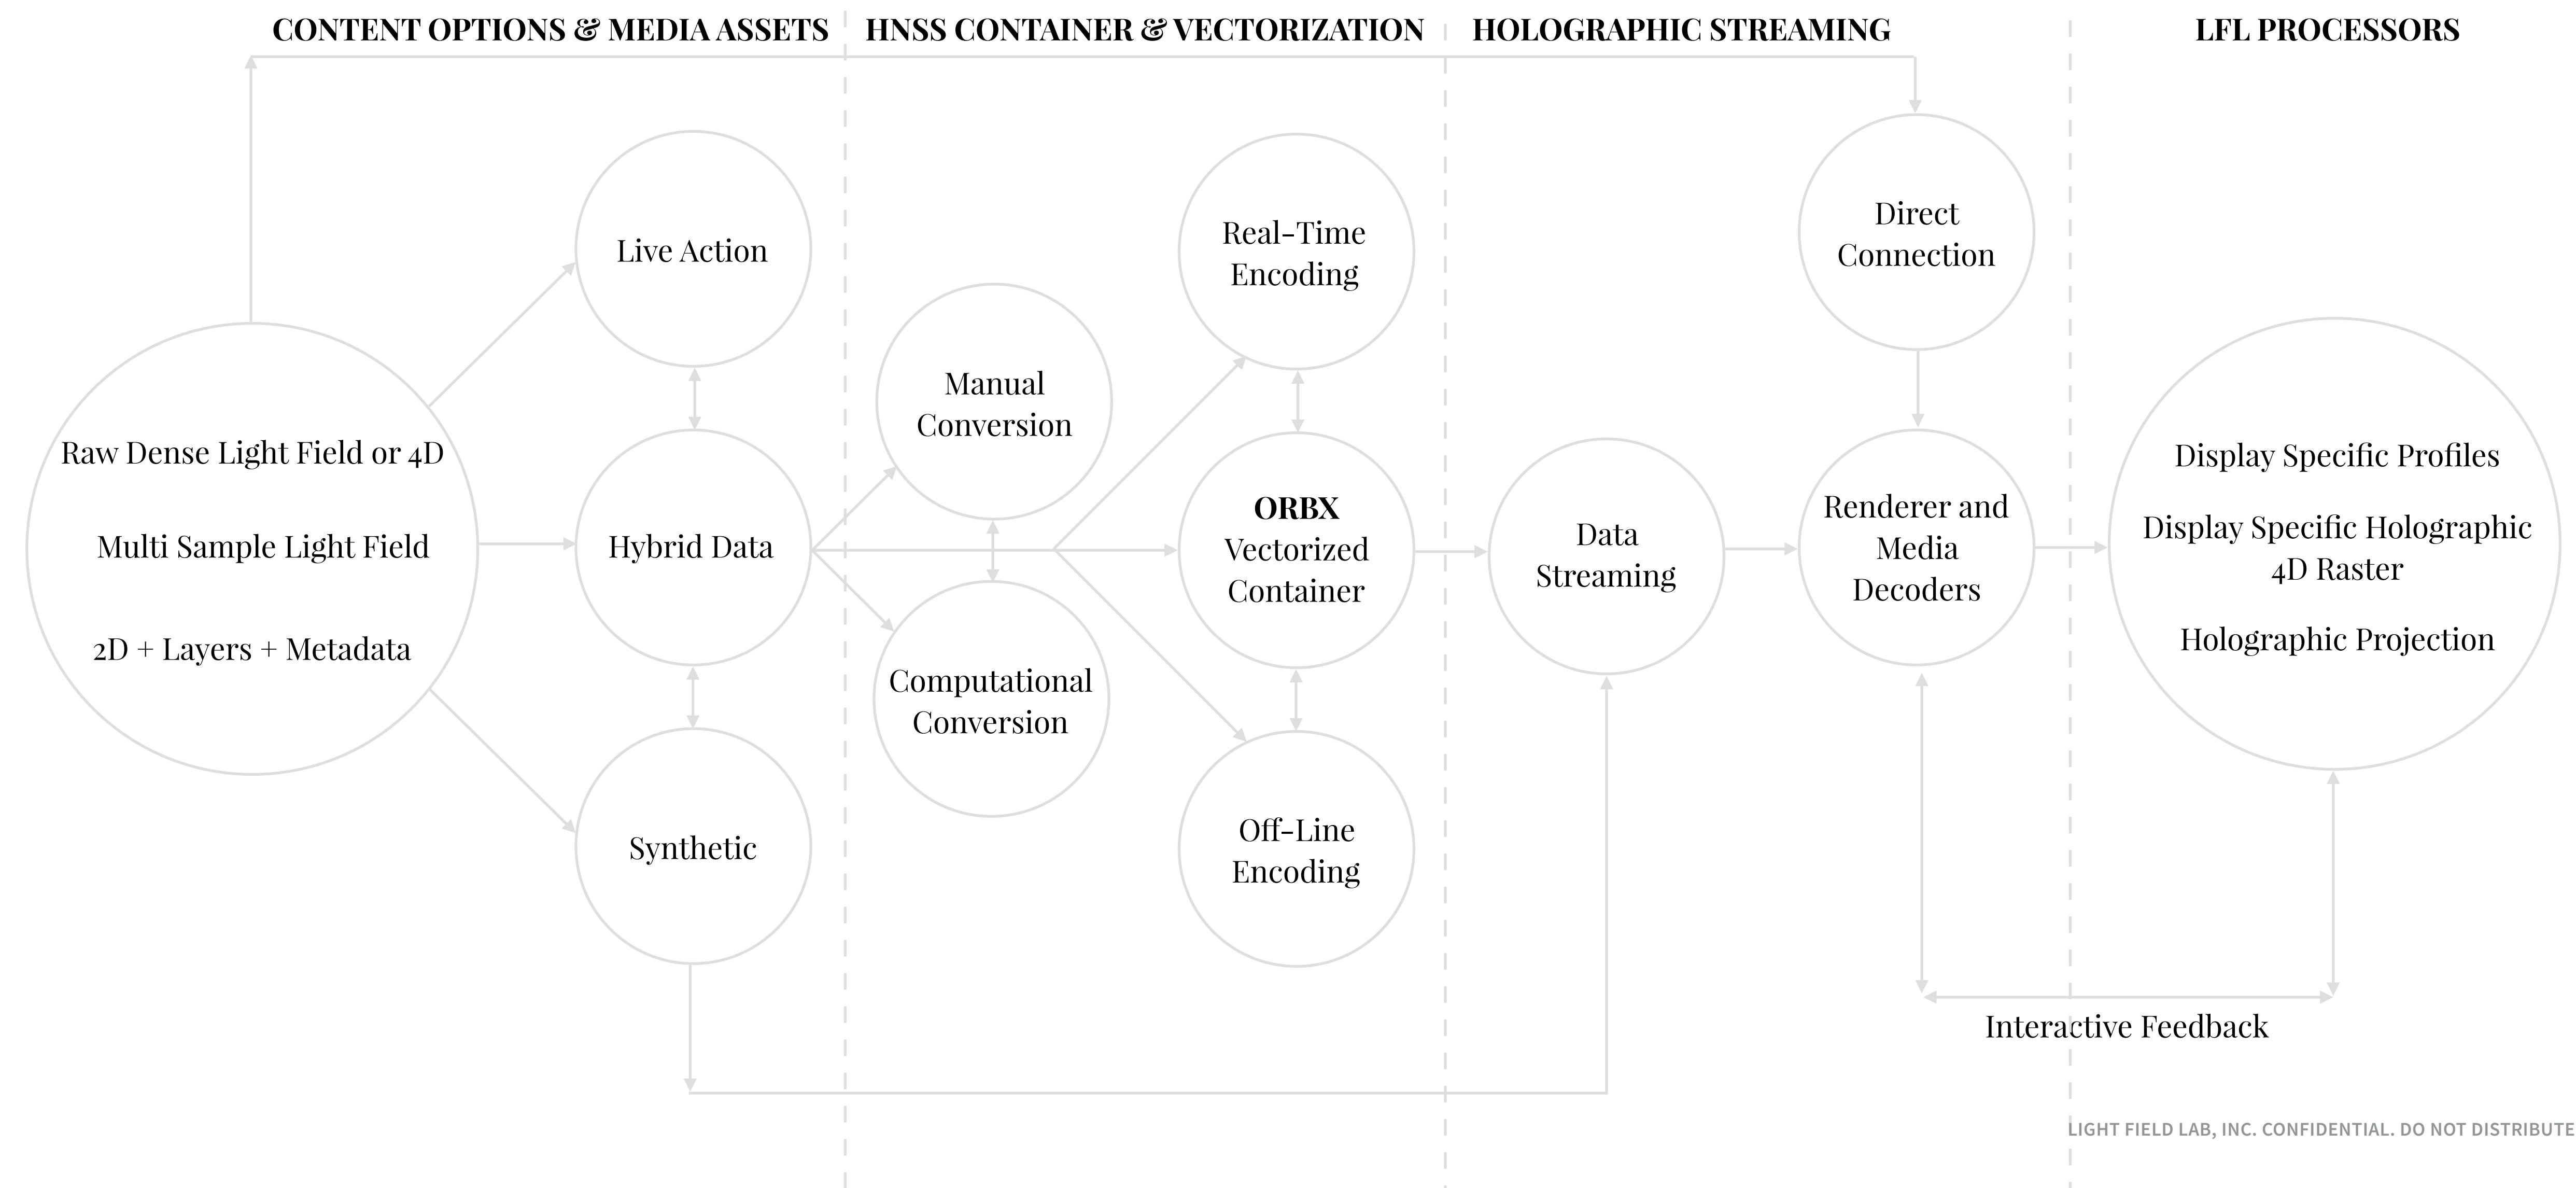 CONTENT OPTIONS & MEDIA ASSETS
HNSS CONTAINER & VECTORIZATION
HOLOGRAPHIC STREAMING
LFL PROCESSORS
Raw Dense Light Field or 4D
Multi Sample Light Field
2D + Layers + Metadata
Live Action
Hybrid Data
Synthetic
Manual
Conversion
Computational
Conversion
Real-Time
Encoding
ORBX
Vectorized
Container
Off-Line
Encoding
Data
Streaming
Direct
Connection
Renderer and
Media
Decoders
Display Specific Profiles
Display Specific Holographic
4D Raster
Holographic Projection
Interactive Feedback
LIGHT FIELD LAB, INC. CONFIDENTIAL. DO NOT DISTRIBUTE